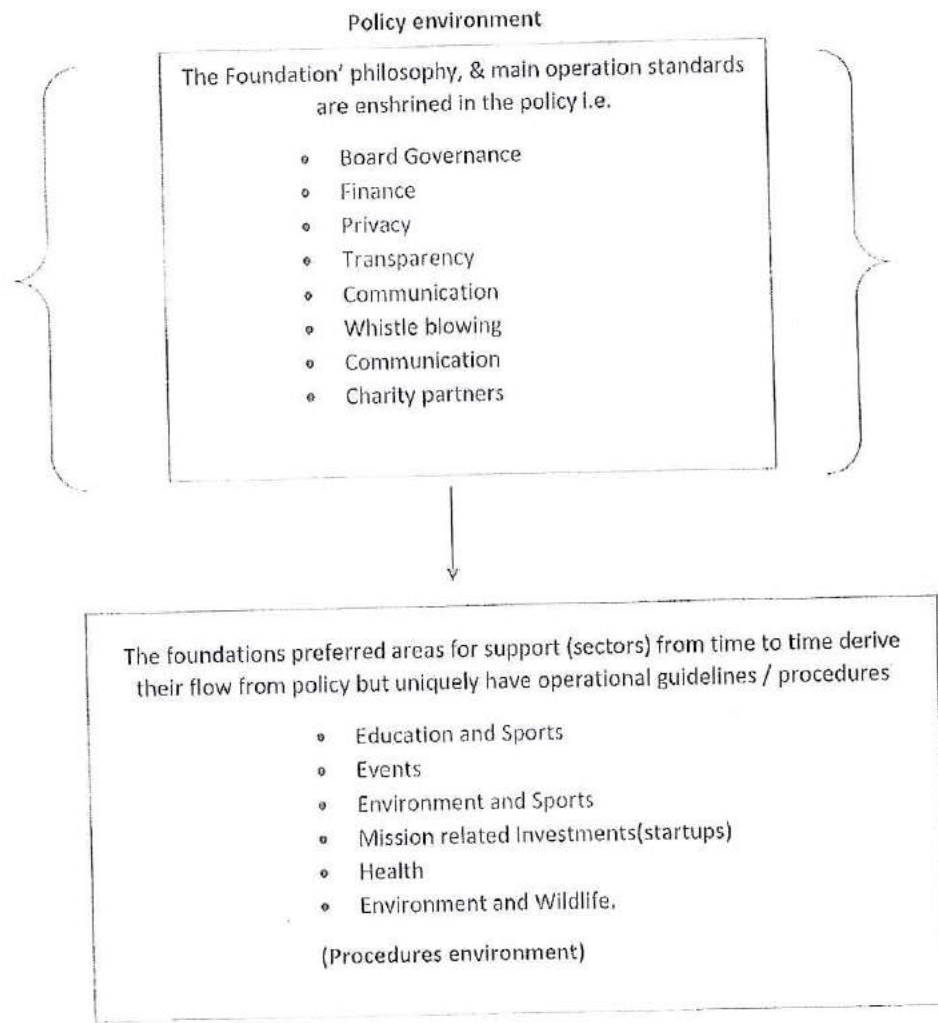 Policy environment
The Foundation' philosophy, & main operation standards
are enshrined in the policy i.e.
Board Governance
Finance
Privacy
Transparency
Communication
Whistle blowing
Communication
Charity partners
The foundations preferred areas for support (sectors) from time to time derive
their flow from policy but uniquely have operational guidelines / procedures
Education and Sports
Events
Environment and Sports
Mission related Investments(startups)
Health
Environment and Wildlife.
(Procedures environment)